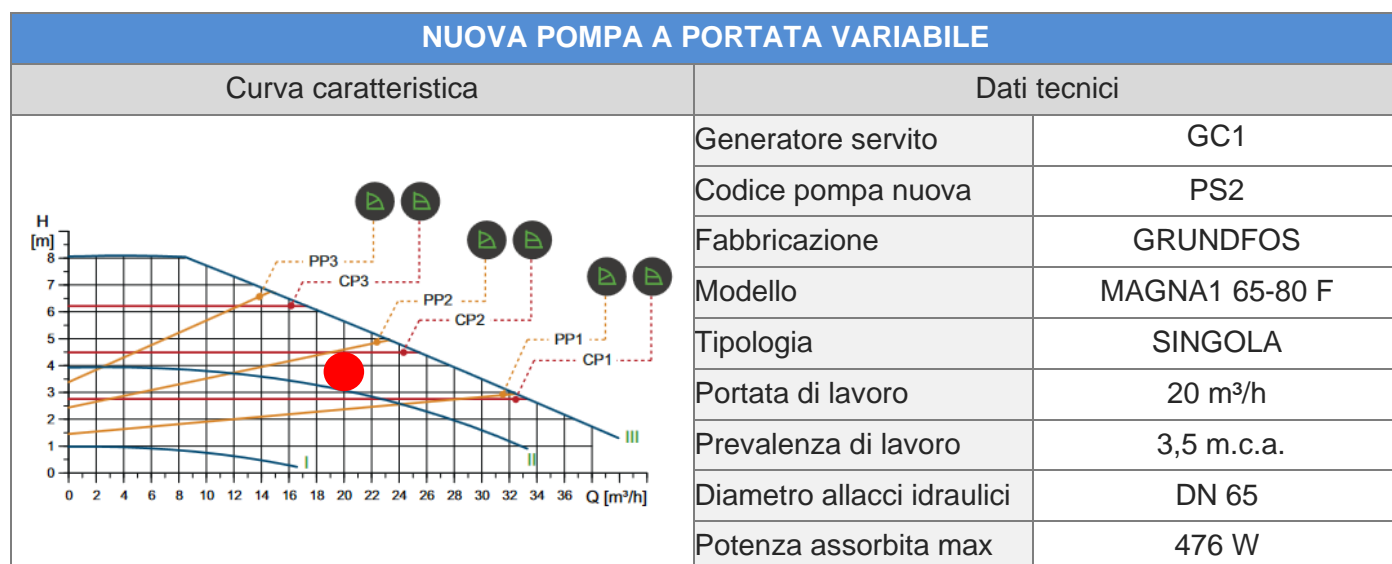 NUOVA POMPA A PORTATA VARIABILE
Curva caratteristica
Dati tecnici
H
[m]
8
7
6
5
4
3
2
1
0
0 2 4 6 8 10 12 14 16 18 20 22 24 26 28 30 32 34 36 Q [m³/h]
PP3
CP3
PP2
CP2
PP1
CP1
I
II
III
Generatore servito GC1
Codice pompa nuova PS2
Fabbricazione GRUNDFOS
Modello MAGNA1 65-80 F
Tipologia SINGOLA
Portata di lavoro 20 m³/h
Prevalenza di lavoro 3,5 m.c.a.
Diametro allacci idraulici DN 65
Potenza assorbita max 476 W